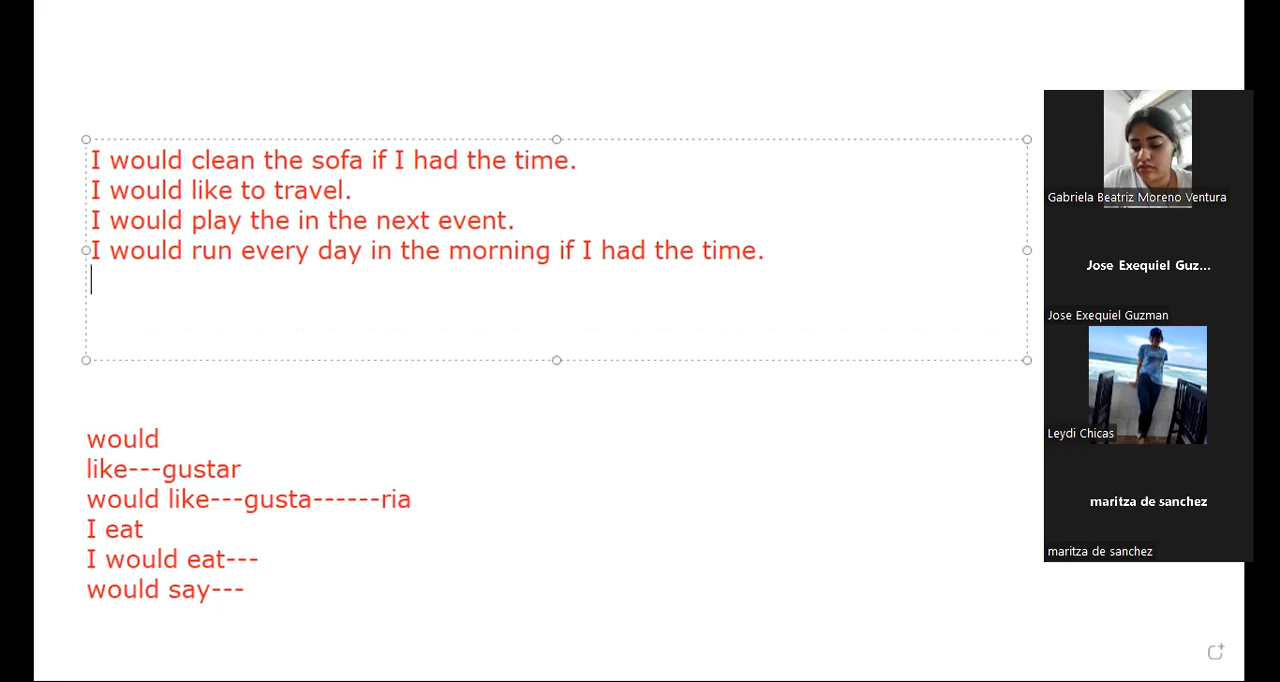 I would clean the sofa if I had the time.
I would like to travel.
I would play the in the next event.
I would run every day in the morning if I had the time.
would
like---gustar
would like---gusta------ria
I eat
I would eat---
would say---
Gabriela Beatriz Moreno Ventura
Jose Exequiel Guz...
Jose Exequiel Guzman
Leydi Chicas
maritza de sanchez
maritza de sanchez